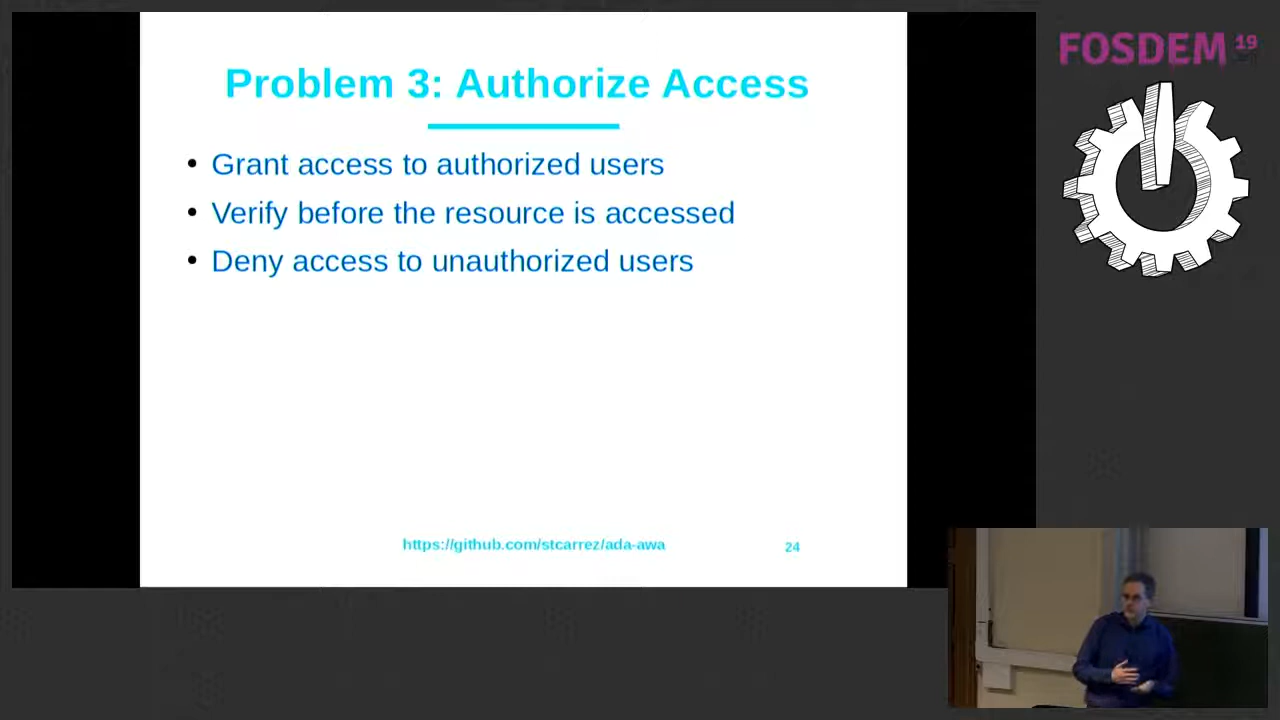 Problem 3: Authorize Access
• Grant access to authorized users
• Verify before the resource is accessed
• Deny access to unauthorized users
https://github.com/stcarrez/ada-awa
24
FOSDEM 19